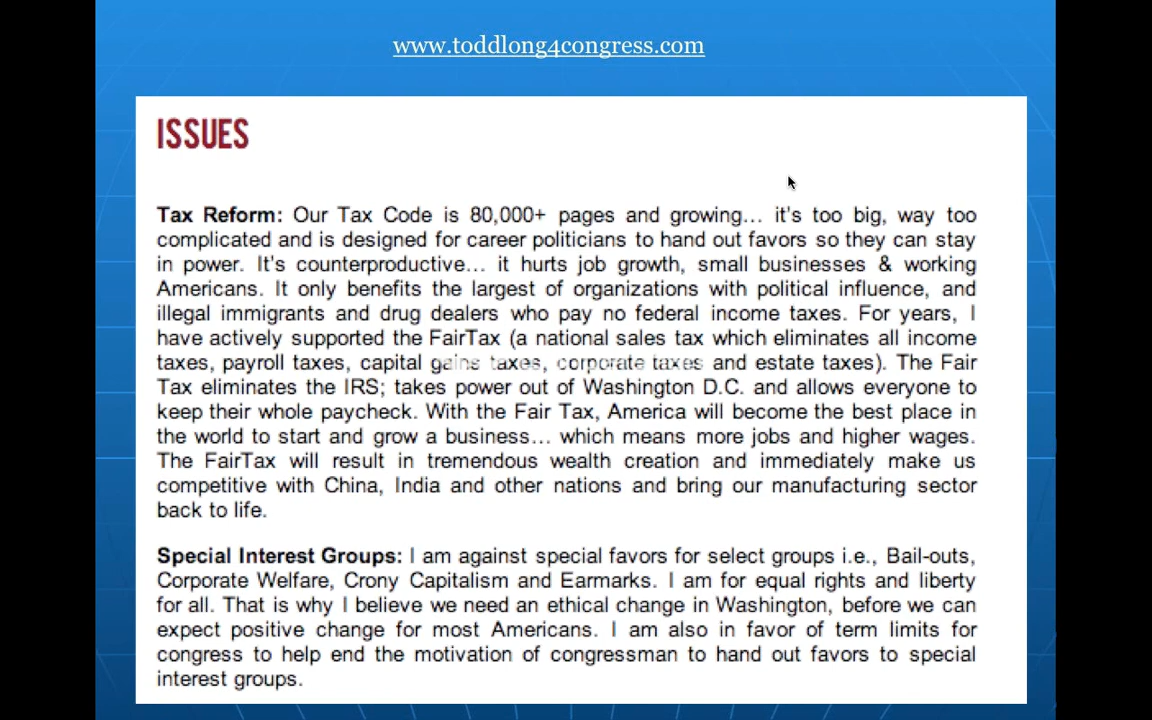 www.toddlong4congress.com
ISSUES
Tax Reform: Our Tax Code is 80,000+ pages and growing... it's too big, way too
complicated and is designed for career politicians to hand out favors so they can stay
in power. It's counterproductive... it hurts job growth, small businesses & working
Americans. It only benefits the largest of organizations with political influence, and
illegal immigrants and drug dealers who pay no federal income taxes. For years, I
have actively supported the FairTax (a national sales tax which eliminates all income
taxes, payroll taxes, capital gains taxes, corporate taxes and estate taxes). The Fair
Tax eliminates the IRS; takes power out of Washington D.C. and allows everyone to
keep their whole paycheck. With the Fair Tax, America will become the best place in
the world to start and grow a business... which means more jobs and higher wages.
The FairTax will result in tremendous wealth creation and immediately make us
competitive with China, India and other nations and bring our manufacturing sector
back to life.
Special Interest Groups: I am against special favors for select groups i.e., Bail-outs,
Corporate Welfare, Crony Capitalism and Earmarks. I am for equal rights and liberty
for all. That is why I believe we need an ethical change in Washington, before we can
expect positive change for most Americans. I am also in favor of term limits for
congress to help end the motivation of congressman to hand out favors to special
interest groups.